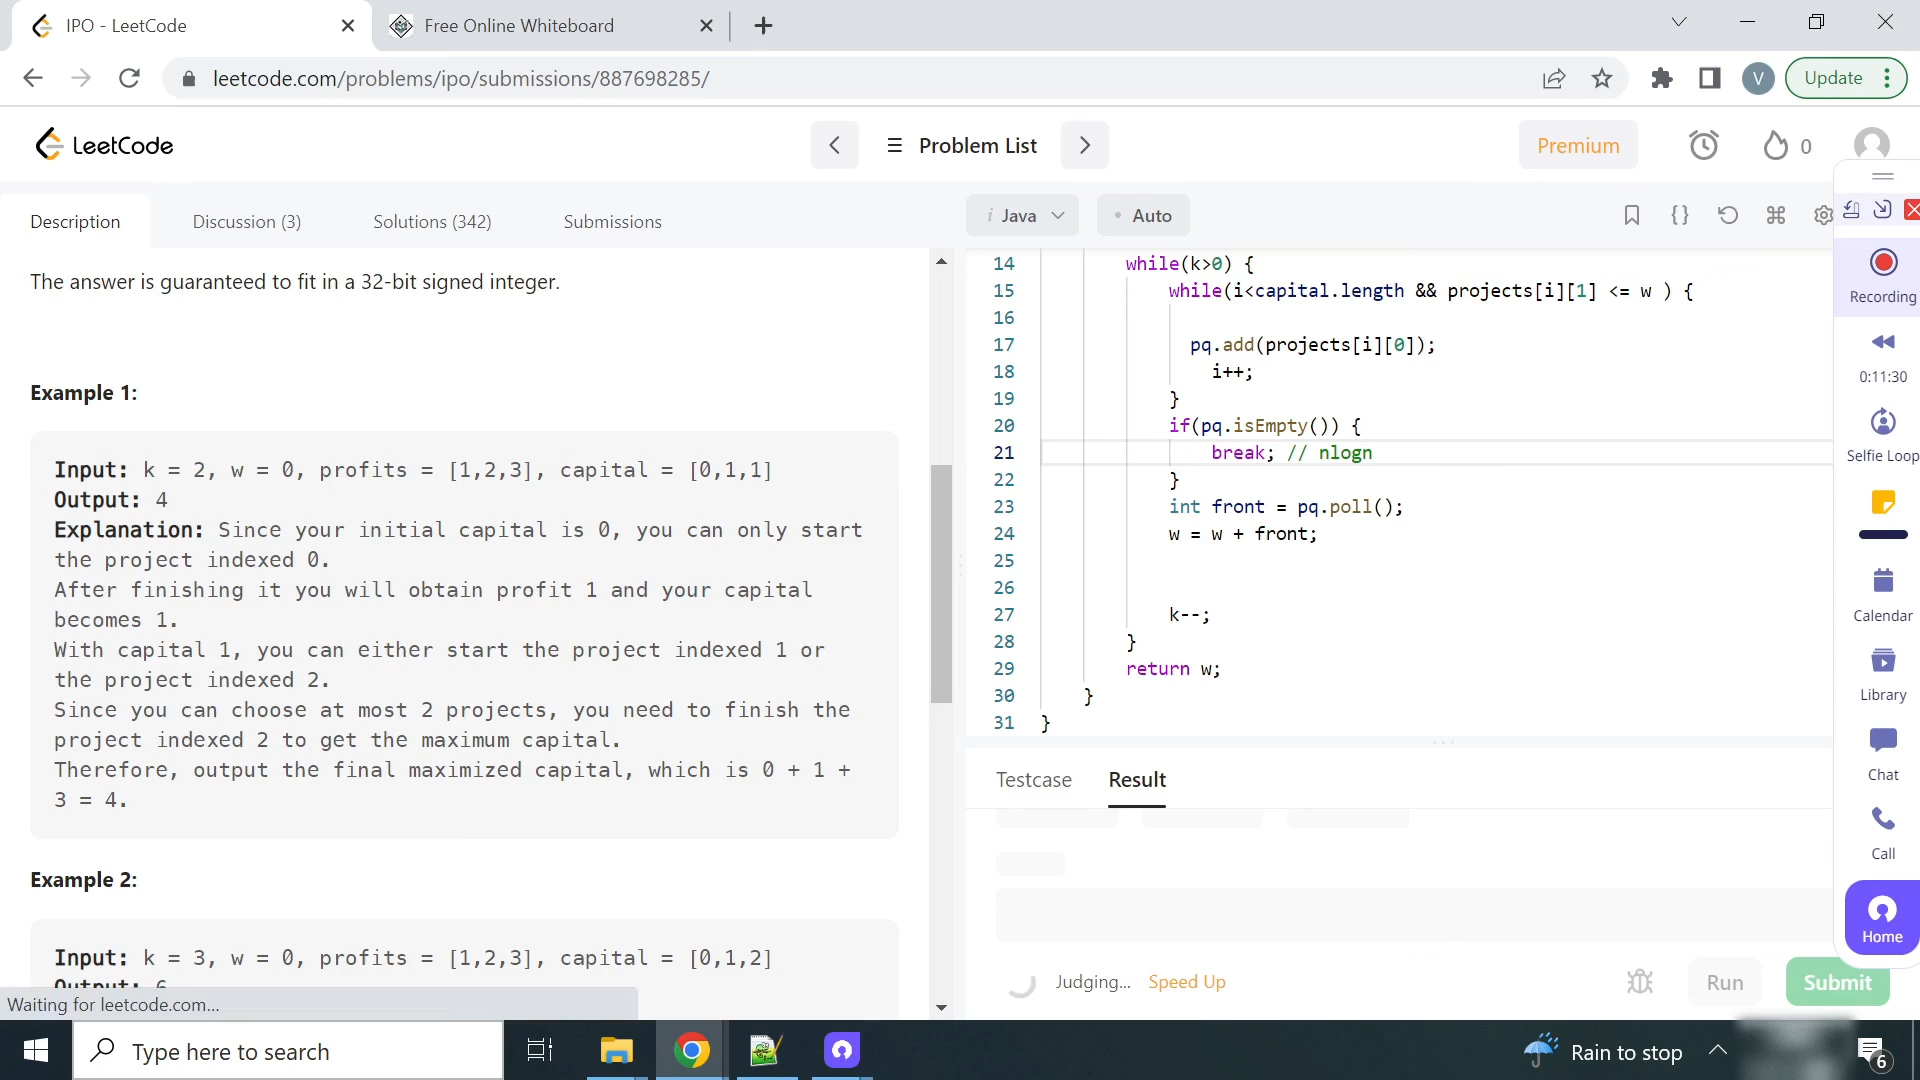 IPO - LeetCode
Free Online Whiteboard
leetcode.com/problems/ipo/submissions/887698285/
V
Update
LeetCode
Problem List
Premium
0
Description
Discussion (3)
Solutions (342)
Submissions
i Java
• Auto
The answer is guaranteed to fit in a 32-bit signed integer.
Example 1:
Input: k = 2, w = 0, profits = [1,2,3], capital = [0,1,1]
Output: 4
Explanation: Since your initial capital is 0, you can only start
the project indexed 0.
After finishing it you will obtain profit 1 and your capital
becomes 1.
With capital 1, you can either start the project indexed 1 or
the project indexed 2.
Since you can choose at most 2 projects, you need to finish the
project indexed 2 to get the maximum capital.
Therefore, output the final maximized capital, which is 0 + 1 +
3 = 4.
Example 2:
Input: k = 3, w = 0, profits = [1,2,3], capital = [0,1,2]
Output: 6
Waiting for leetcode.com...
14 while(k>0) {
15 while(i<capital.length && projects[i][1] <= w ) {
16
17 pq.add(projects[i][0]);
18 i++;
19 }
20 if(pq.isEmpty()) {
21 break; // nlogn
22 }
23 int front = pq.poll();
24 w = w + front;
25
26
27 k--;
28 }
29 return w;
30 }
31 }
Testcase
Result
Judging...
Speed Up
Run
Submit
Recording
0:11:30
Selfie Loop
Calendar
Library
Chat
Call
Home
Type here to search
Rain to stop
6